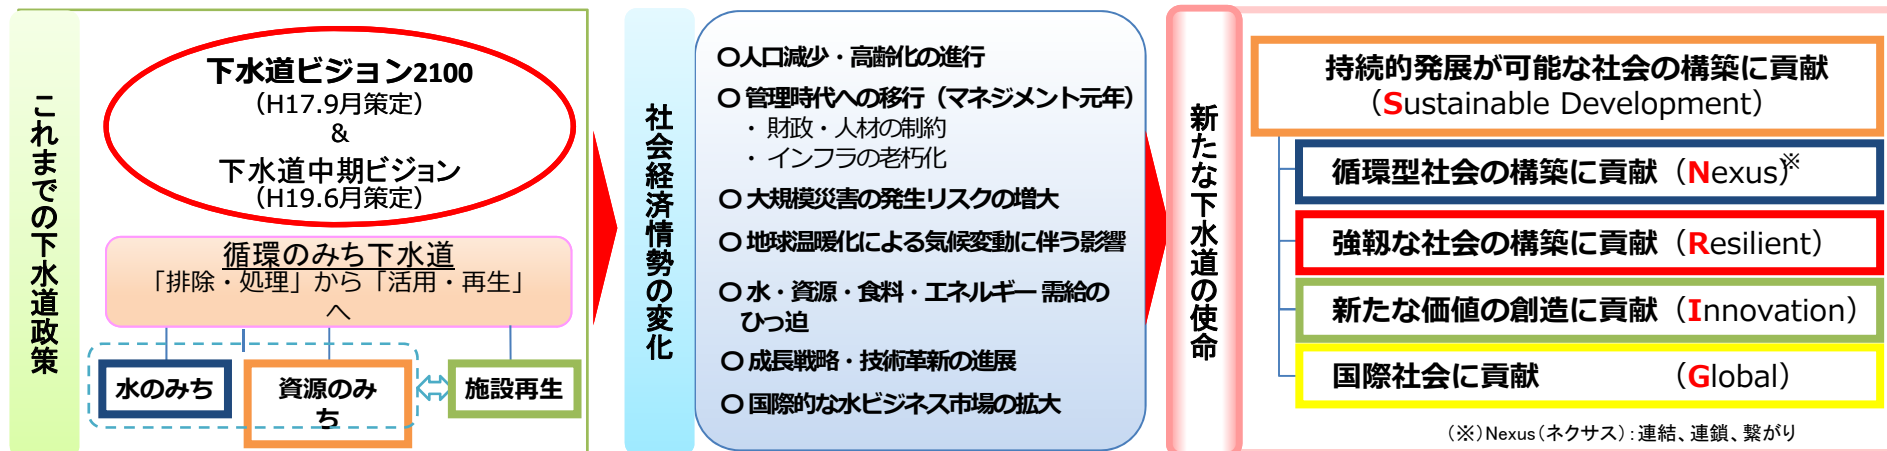 これまでの下水道政策
下水道ビジョン2100
（H17.9月策定）
&
下水道中期ビジョン
（H19.6月策定）
循環のみち下水道
「排除・処理」から「活用・再生」
へ
水のみち
資源のみ
ち
施設再生
社会経済情勢の変化
○人口減少・高齢化の進行
○ 管理時代への移行（マネジメント元年）
・ 財政・人材の制約
・ インフラの老朽化
○ 大規模災害の発生リスクの増大
○ 地球温暖化による気候変動に伴う影響
○ 水・資源・食料・エネルギー 需給の
ひっ迫
○ 成長戦略・技術革新の進展
○ 国際的な水ビジネス市場の拡大
新たな下水道の使命
持続的発展が可能な社会の構築に貢献
（Sustainable Development）
循環型社会の構築に貢献（Nexus）※
強靱な社会の構築に貢献（Resilient）
新たな価値の創造に貢献（Innovation）
国際社会に貢献 （Global）
（※）Nexus（ネクサス）：連結、連鎖、繋がり